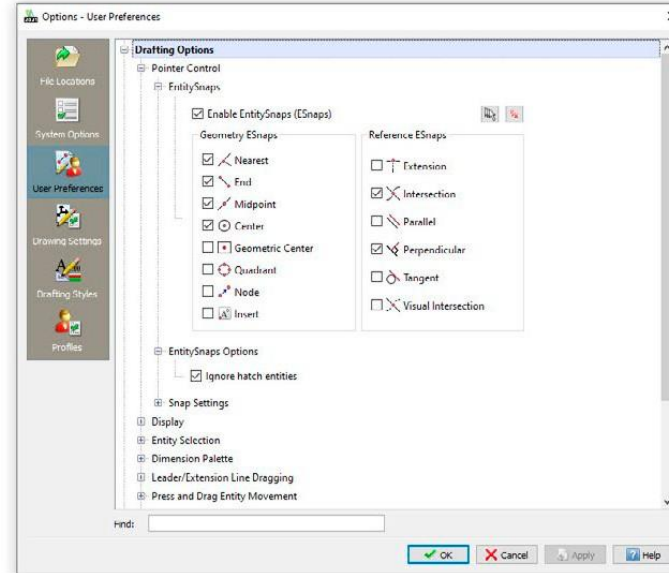 Options - User Preferences
File Locations
System Options
User Preferences
Drawing Settings
Drafting Styles
Profiles
Drafting Options
Pointer Control
EntitySnaps
Enable EntitySnaps (ESnaps)
Geometry ESnaps
Nearest
End
Midpoint
Center
Geometric Center
Quadrant
Node
Insert
Reference ESnaps
Extension
Intersection
Parallel
Perpendicular
Tangent
Visual Intersection
EntitySnaps Options
Ignore hatch entities
Snap Settings
Display
Entity Selection
Dimension Palette
Leader/Extension Line Dragging
Press and Drag Entity Movement
Find:
OK Cancel Apply Help